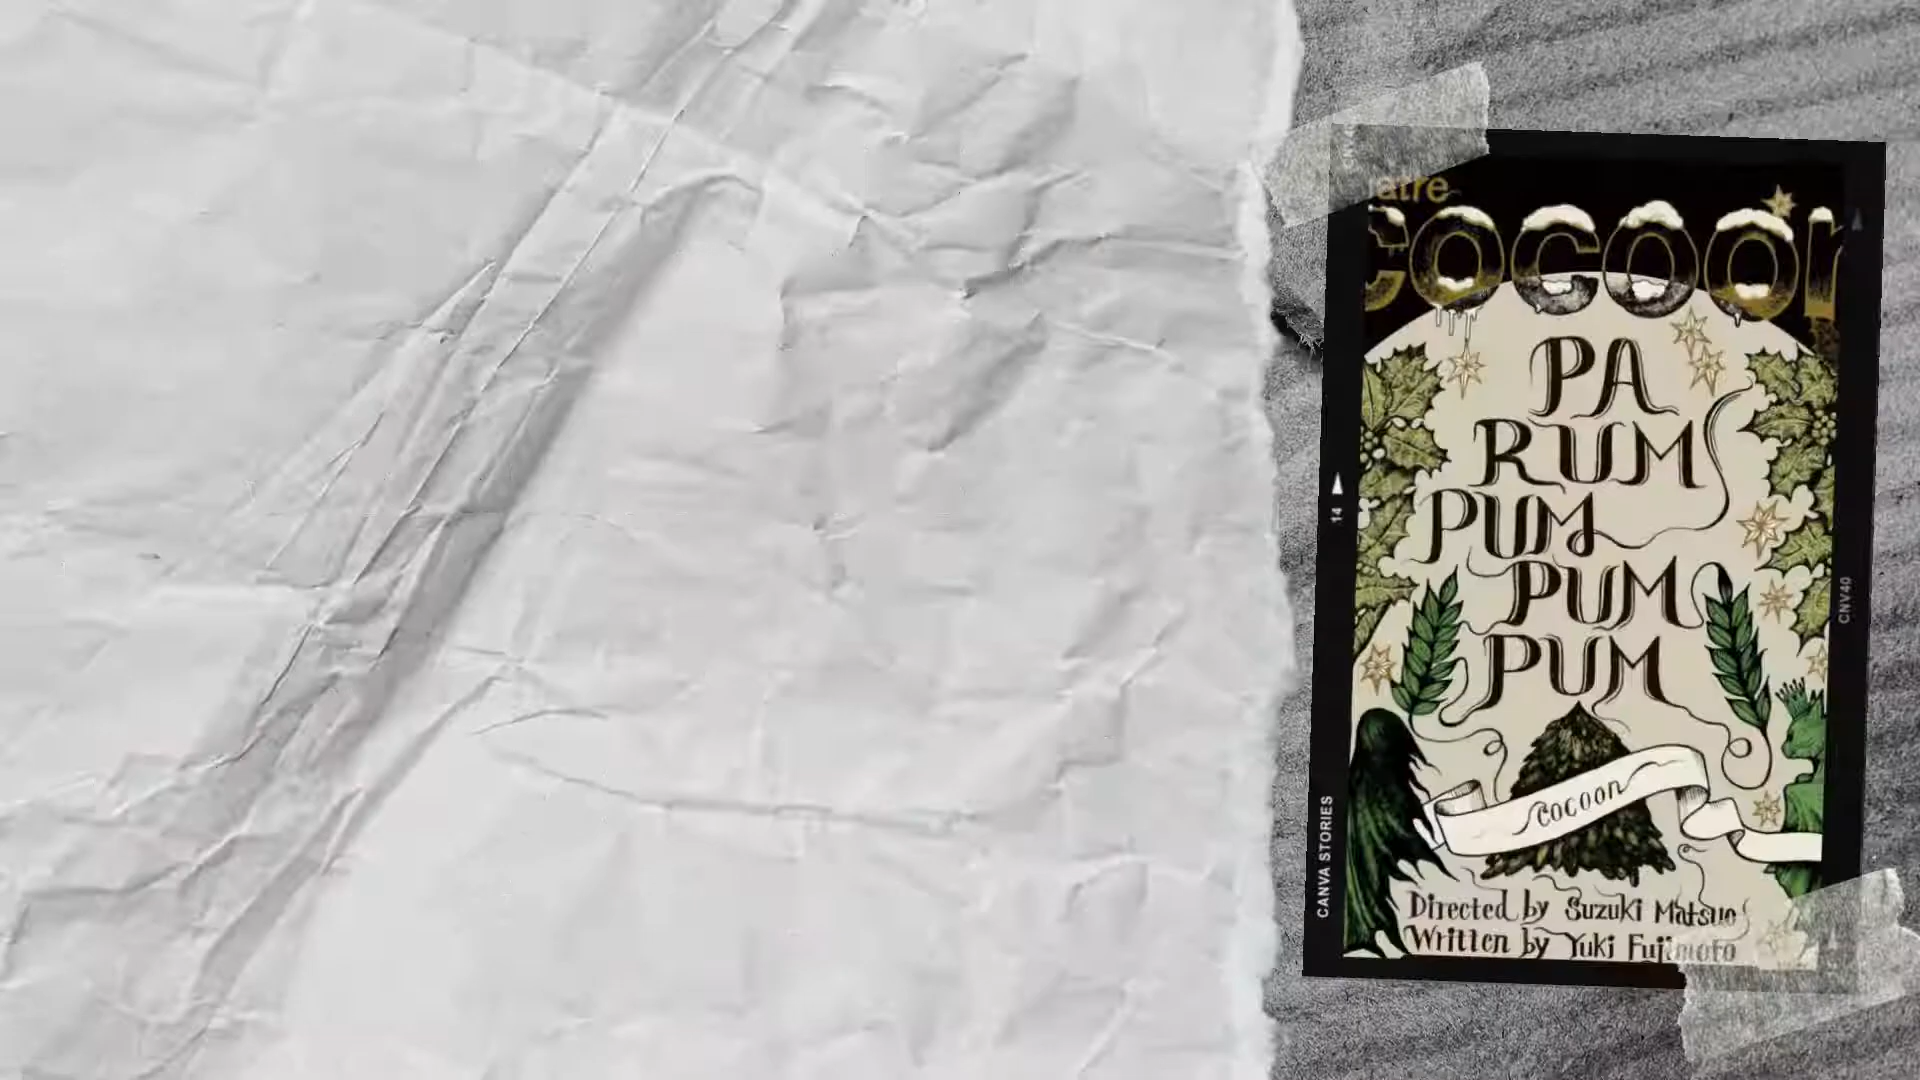 atre
cocoon
PA
RUM
PUM
PUM
PUM
cocoon
Directed by Suzuki Matsuo
Written by Yuki Fujimoto
14
CANVA STORIES
CNV40